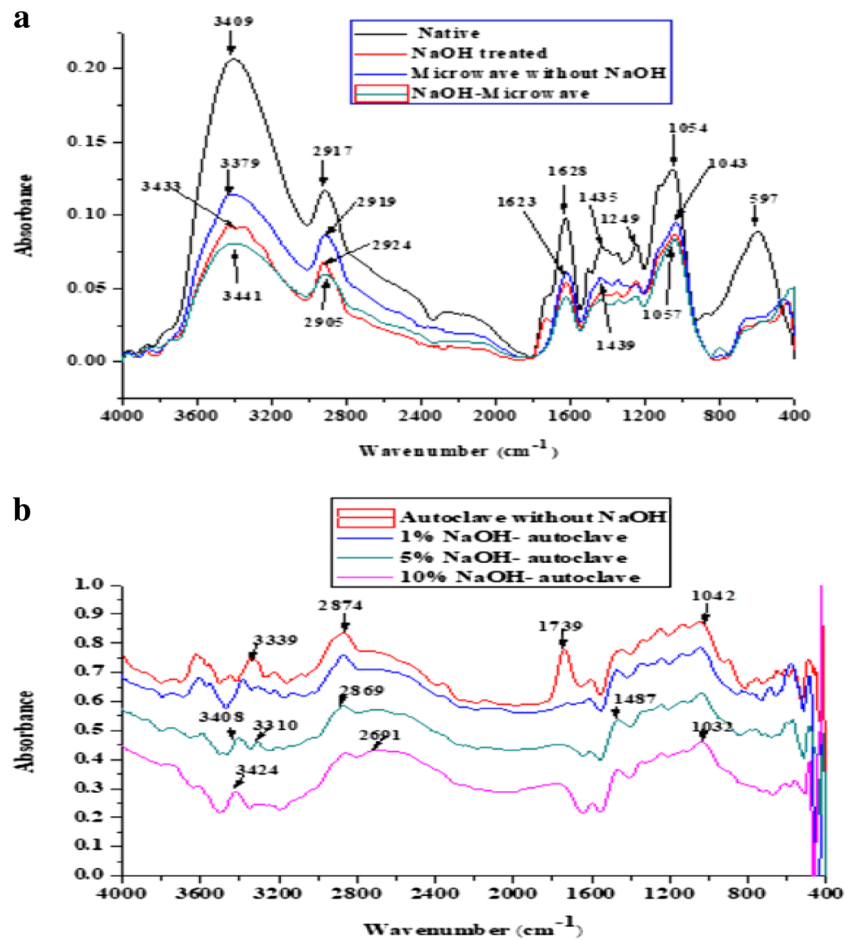 a
3409
Native
NaOH treated
Microwave without NaOH
NaOH-Microwave
0.20
0.15
0.10
0.05
0.00
Absorbance
3433
3379
2917
2919
2924
3441
2905
1628
1623
1435
1249
1054
1043
597
1057
1439
4000 3600 3200 2800 2400 2000 1600 1200 800 400
Wavenumber (cm-1)
b
Autoclave without NaOH
1% NaOH- autoclave
5% NaOH- autoclave
10% NaOH- autoclave
1.0
0.9
0.8
0.7
0.6
0.5
0.4
0.3
0.2
0.1
0.0
Absorbance
3339
2874
1739
1042
2869
3408
3310
2691
1487
3424
1032
4000 3600 3200 2800 2400 2000 1600 1200 800 400
Wavenumber (cm-1)